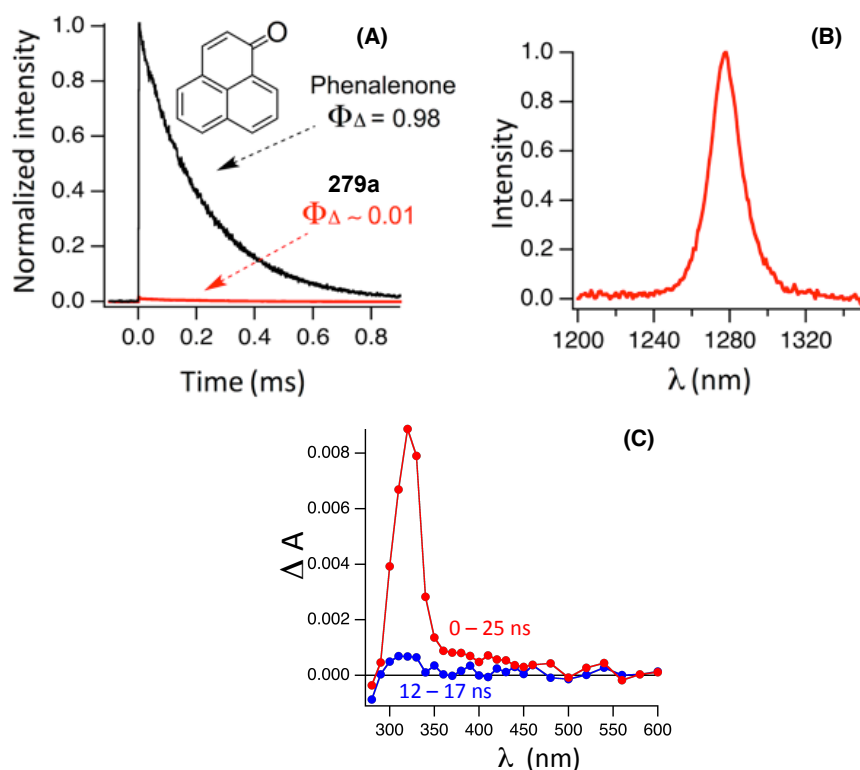 (A)
Normalized intensity
1.0
0.8
0.6
0.4
0.2
0.0
O
Phenalenone
ΦΔ = 0.98
279a
ΦΔ ~ 0.01
0.0 0.2 0.4 0.6 0.8
Time (ms)
(B)
Intensity
1.0
0.8
0.6
0.4
0.2
0.0
1200 1240 1280 1320
λ (nm)
(C)
Δ A
0.008
0.006
0.004
0.002
0.000
0 – 25 ns
12 – 17 ns
300 350 400 450 500 550 600
λ (nm)